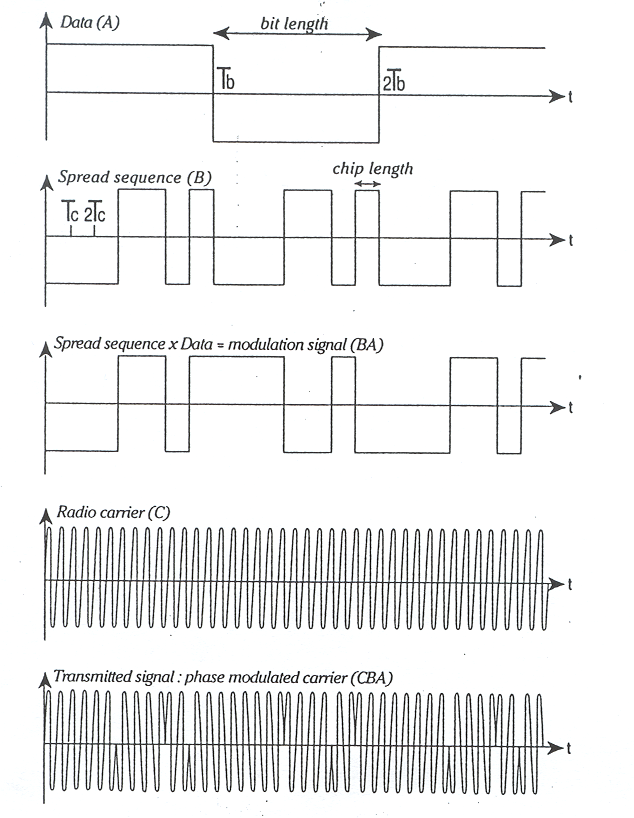 Data (A)
bit length
Tb
2Tb
t
Spread sequence (B)
chip length
Tc 2Tc
t
Spread sequence x Data = modulation signal (BA)
t
Radio carrier (C)
t
Transmitted signal : phase modulated carrier (CBA)
t